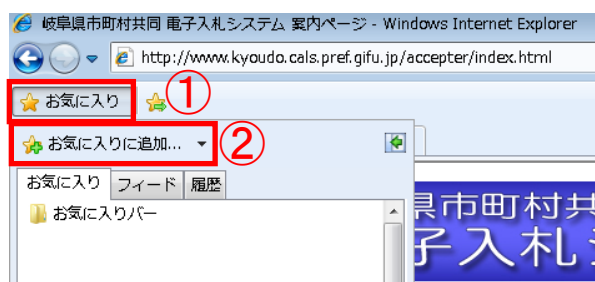 岐阜県市町村共同 電子入札システム 案内ページ - Windows Internet Explorer
http://www.kyoudo.cals.pref.gifu.jp/accepter/index.html
お気に入り ①
お気に入りに追加... ②
お気に入り フィード 履歴
お気に入りバー
県市町村共
子入札